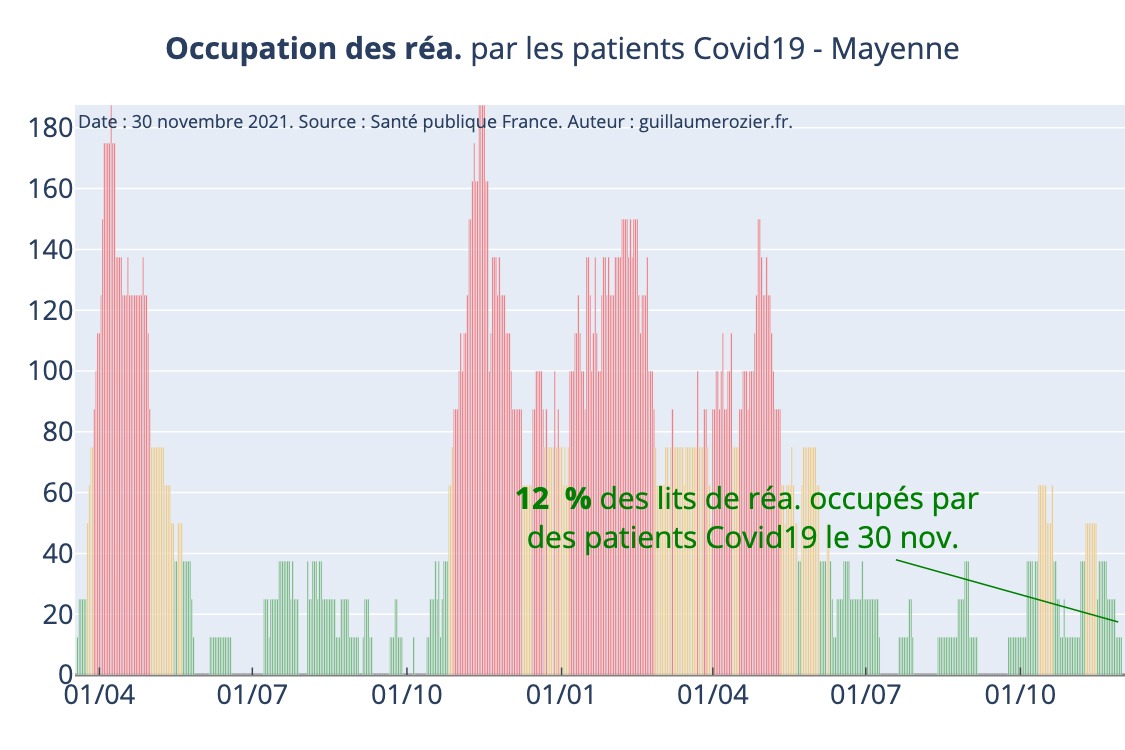 Occupation des réa. par les patients Covid19 - Mayenne
Date : 30 novembre 2021. Source : Santé publique France. Auteur : guillaumerozier.fr.
180
160
140
120
100
80
60
40
20
0
12 % des lits de réa. occupés par
des patients Covid19 le 30 nov.
01/04 01/07 01/10 01/01 01/04 01/07 01/10